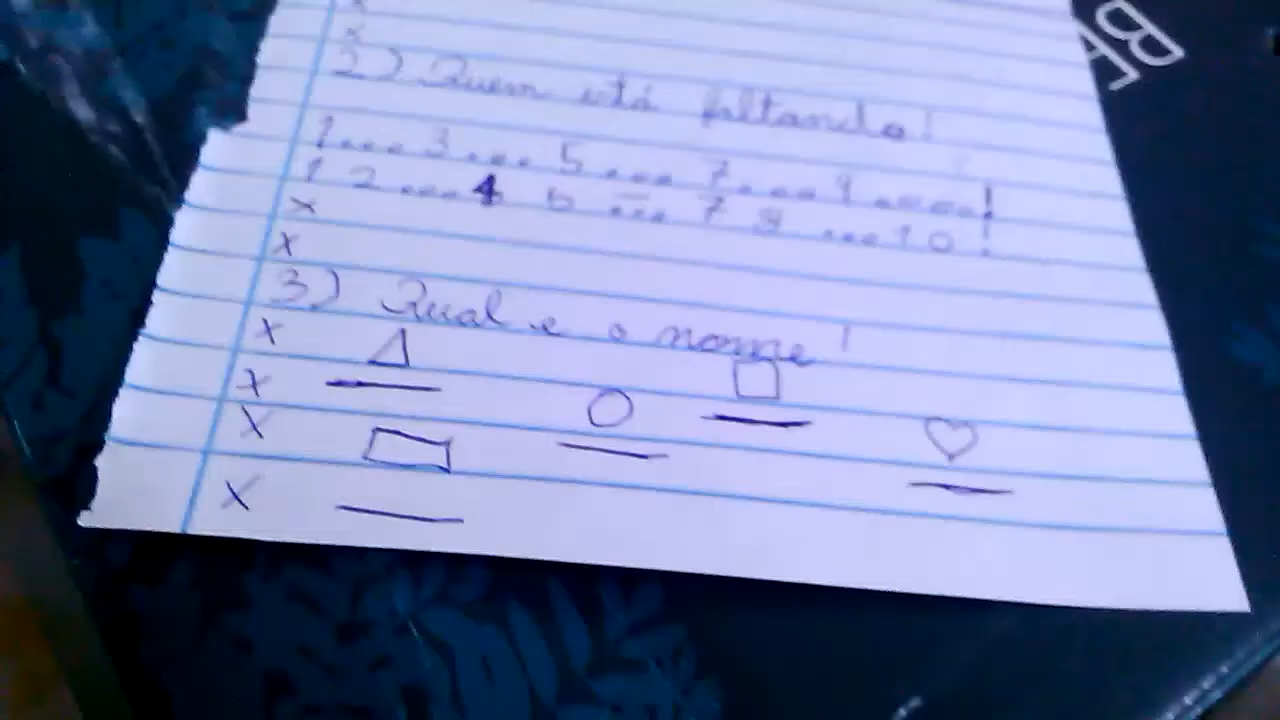 x
x
2) Quem está faltando!
1....3....5....7....9.....!
1 2....4 5 .... 7 8 ....10!
x
x
3) Qual e o nome!
x
x
x
x